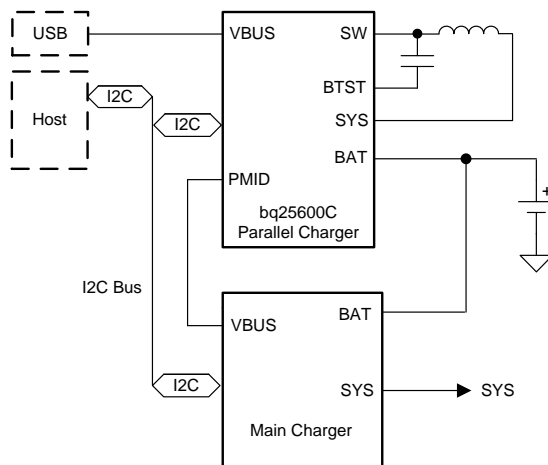 USB
VBUS
SW
I2C
Host
I2C
BTST
SYS
BAT
PMID
+
bq25600C
Parallel Charger
I2C Bus
VBUS
BAT
I2C
SYS
SYS
Main Charger